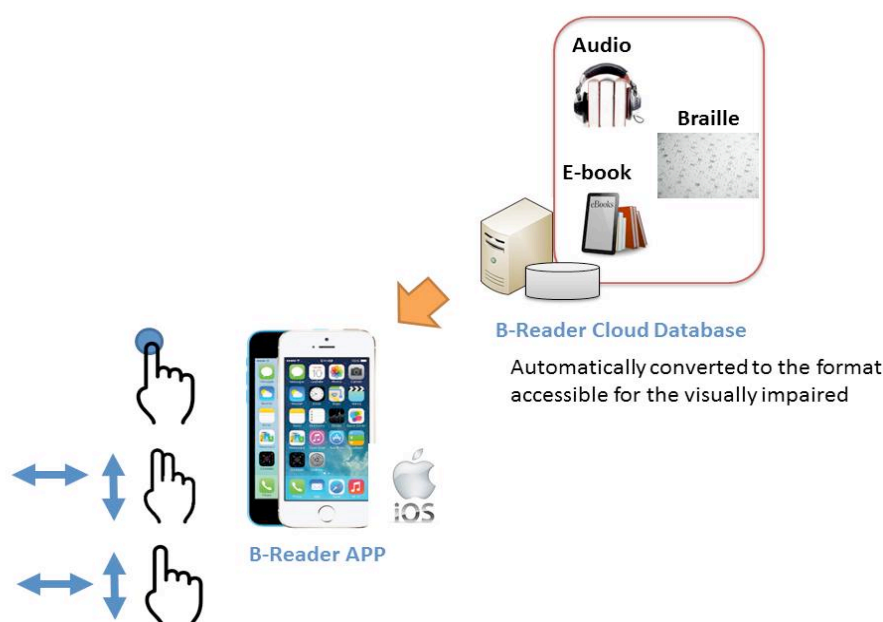 Audio
Braille
E-book
eBooks
B-Reader Cloud Database
Automatically converted to the format
accessible for the visually impaired
iOS
B-Reader APP